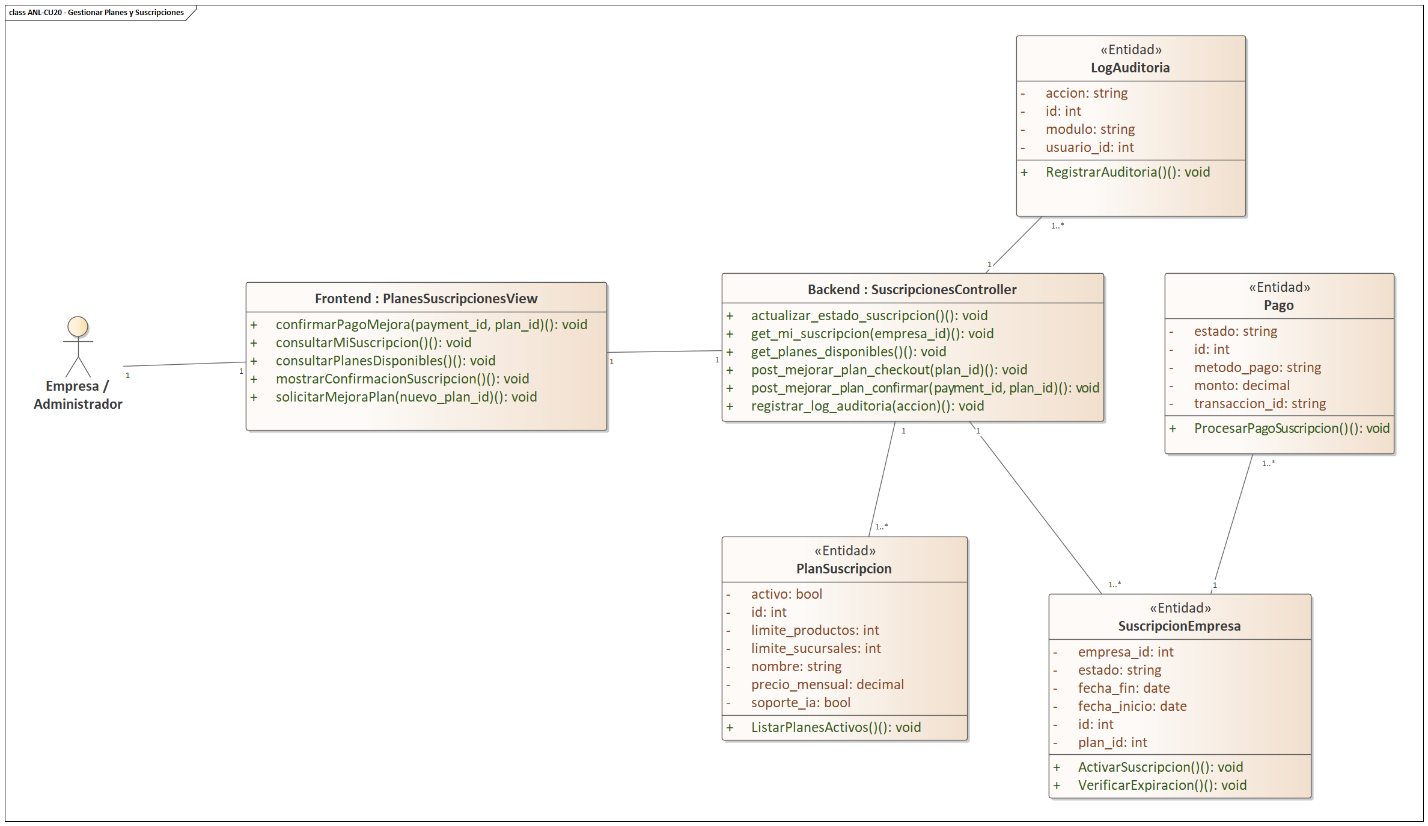 class ANL-CU20 - Gestionar Planes y Suscripciones
«Entidad»
LogAuditoria
- accion: string
- id: int
- modulo: string
- usuario_id: int
+ RegistrarAuditoria()(): void
1..*
1
Empresa /
Administrador
1
1
Frontend : PlanesSuscripcionesView
+ confirmarPagoMejora(payment_id, plan_id)(): void
+ consultarMiSuscripcion()(): void
+ consultarPlanesDisponibles()(): void
+ mostrarConfirmacionSuscripcion()(): void
+ solicitarMejoraPlan(nuevo_plan_id)(): void
1
1
Backend : SuscripcionesController
+ actualizar_estado_suscripcion()(): void
+ get_mi_suscripcion(empresa_id)(): void
+ get_planes_disponibles()(): void
+ post_mejorar_plan_checkout(plan_id)(): void
+ post_mejorar_plan_confirmar(payment_id, plan_id)(): void
+ registrar_log_auditoria(accion)(): void
1
1
«Entidad»
Pago
- estado: string
- id: int
- metodo_pago: string
- monto: decimal
- transaccion_id: string
+ ProcesarPagoSuscripcion()(): void
1..*
1
1..*
«Entidad»
PlanSuscripcion
- activo: bool
- id: int
- limite_productos: int
- limite_sucursales: int
- nombre: string
- precio_mensual: decimal
- soporte_ia: bool
+ ListarPlanesActivos()(): void
1..*
«Entidad»
SuscripcionEmpresa
- empresa_id: int
- estado: string
- fecha_fin: date
- fecha_inicio: date
- id: int
- plan_id: int
+ ActivarSuscripcion()(): void
+ VerificarExpiracion()(): void